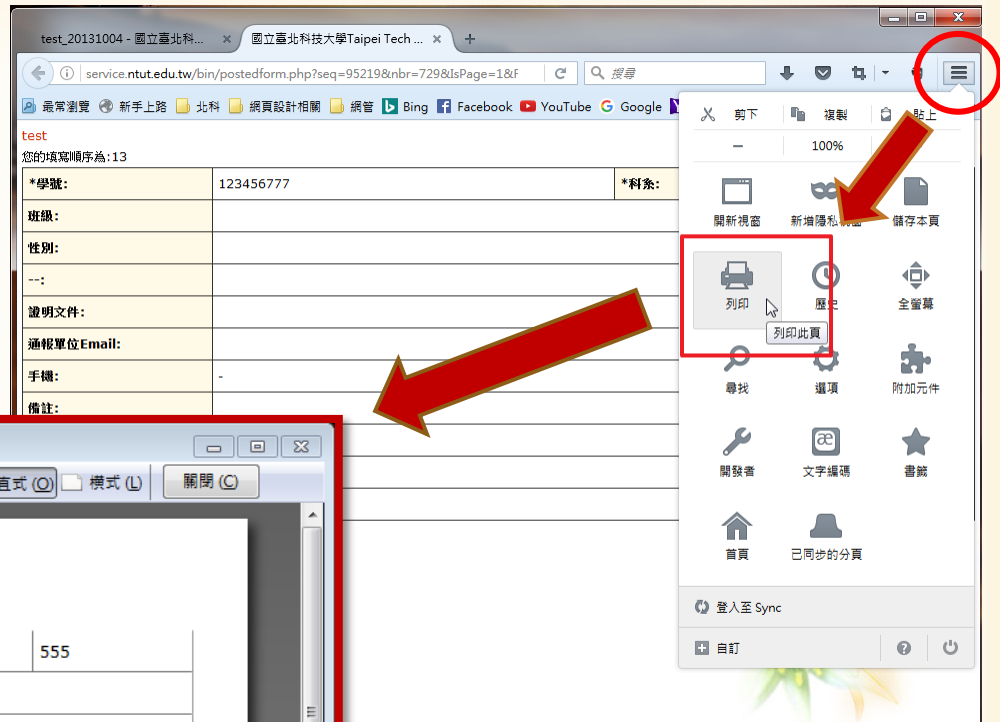 test_20131004 - 國立臺北科...
國立臺北科技大學Taipei Tech ...
service.ntut.edu.tw/bin/postedform.php?seq=95219&nbr=729&IsPage=1&F
搜尋
最常瀏覽 新手上路 北科 網頁設計相關 網管 Bing Facebook YouTube Google
test
您的填寫順序為:13
*學號: 123456777 *科系:
班級:
性別:
--:
證明文件:
通報單位Email:
手機: -
備註:
剪下 複製 貼上
− 100%
開新視窗 新增隱私視窗 儲存本頁
列印 歷史 全螢幕
列印此頁
尋找 選項 附加元件
開發者 文字編碼 書籤
首頁 已同步的分頁
登入至 Sync
自訂
直式 (O) 橫式 (L) 關閉 (C)
555